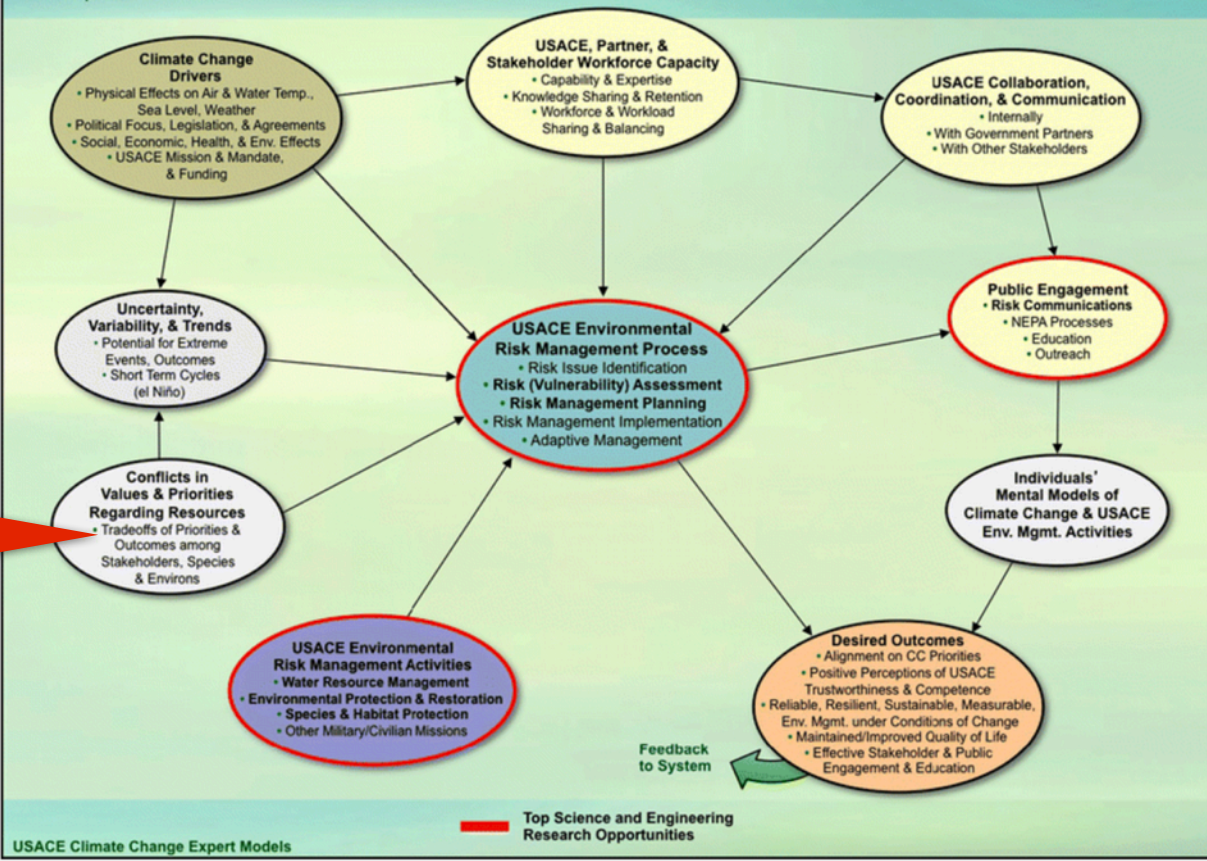 Climate Change
Drivers
• Physical Effects on Air & Water Temp.,
Sea Level, Weather
• Political Focus, Legislation, & Agreements
• Social, Economic, Health, & Env. Effects
• USACE Mission & Mandate,
& Funding
USACE, Partner, &
Stakeholder Workforce Capacity
• Capability & Expertise
• Knowledge Sharing & Retention
• Workforce & Workload
Sharing & Balancing
USACE Collaboration,
Coordination, & Communication
• Internally
• With Government Partners
• With Other Stakeholders
Uncertainty,
Variability, & Trends
• Potential for Extreme
Events, Outcomes
• Short Term Cycles
(el Niño)
USACE Environmental
Risk Management Process
• Risk Issue Identification
• Risk (Vulnerability) Assessment
• Risk Management Planning
• Risk Management Implementation
• Adaptive Management
Public Engagement
• Risk Communications
• NEPA Processes
• Education
• Outreach
Conflicts in
Values & Priorities
Regarding Resources
• Tradeoffs of Priorities &
Outcomes among
Stakeholders, Species
& Environs
Individuals'
Mental Models of
Climate Change & USACE
Env. Mgmt. Activities
USACE Environmental
Risk Management Activities
• Water Resource Management
• Environmental Protection & Restoration
• Species & Habitat Protection
• Other Military/Civilian Missions
Desired Outcomes
• Alignment on CC Priorities
• Positive Perceptions of USACE
Trustworthiness & Competence
• Reliable, Resilient, Sustainable, Measurable,
Env. Mgmt. under Conditions of Change
• Maintained/Improved Quality of Life
• Effective Stakeholder & Public
Engagement & Education
Feedback
to System
Top Science and Engineering
Research Opportunities
USACE Climate Change Expert Models